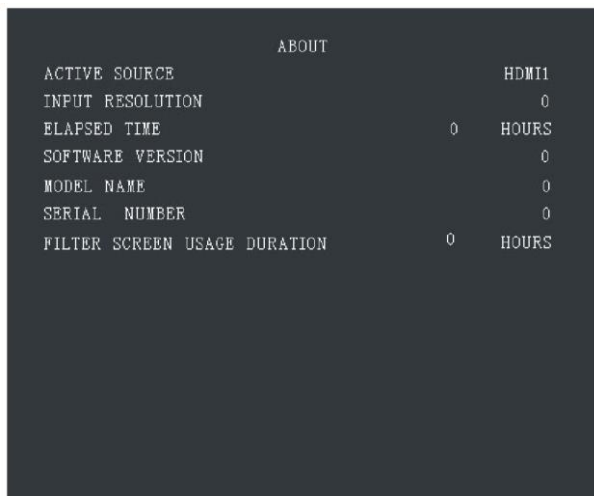 ABOUT
ACTIVE SOURCE HDMI1
INPUT RESOLUTION 0
ELAPSED TIME 0 HOURS
SOFTWARE VERSION 0
MODEL NAME 0
SERIAL NUMBER 0
FILTER SCREEN USAGE DURATION 0 HOURS